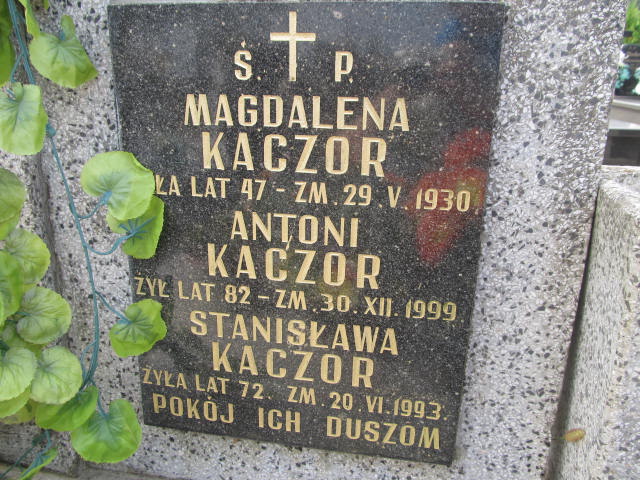 Ś. P.
MAGDALENA
KACZOR
ŁA LAT 47 - ZM. 29. V. 1930.
ANTONI
KACZOR
ŻYŁ LAT 82 - ZM. 30. XII. 1999.
STANISŁAWA
KACZOR
ŻYŁA LAT 72. ZM. 20. VI. 1993.
POKÓJ ICH DUSZOM